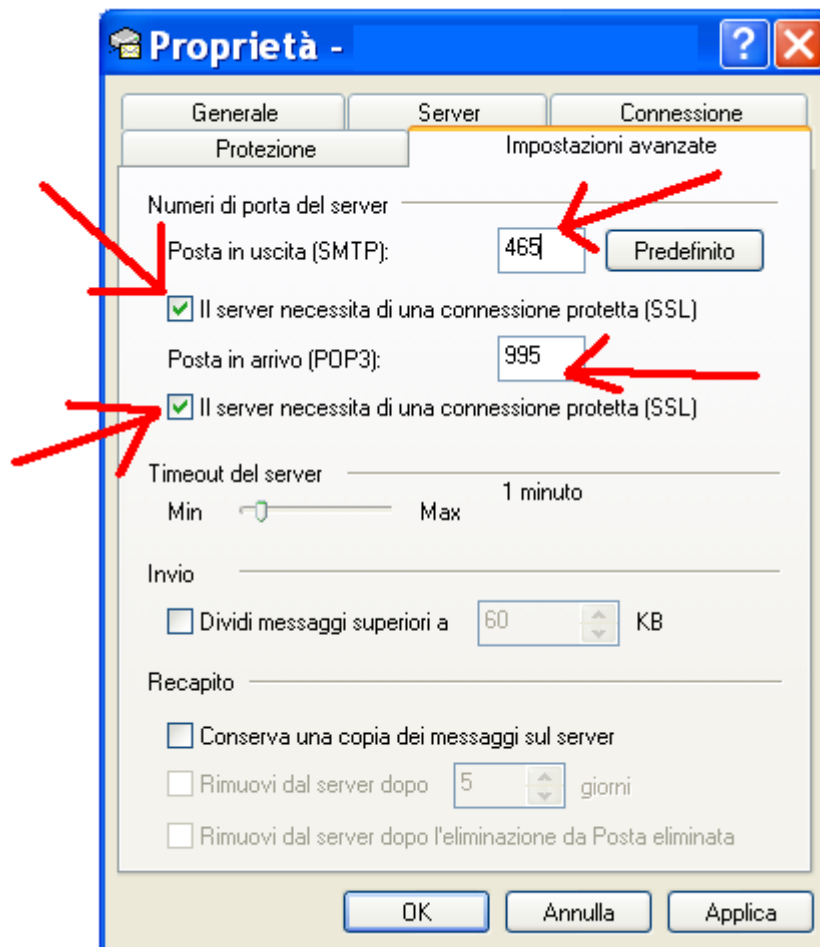 Proprietà -
Generale Server Connessione
Protezione Impostazioni avanzate
Numeri di porta del server
Posta in uscita (SMTP): 465 Predefinito
Il server necessita di una connessione protetta (SSL)
Posta in arrivo (POP3): 995
Il server necessita di una connessione protetta (SSL)
Timeout del server
Min Max 1 minuto
Invio
Dividi messaggi superiori a 60 KB
Recapito
Conserva una copia dei messaggi sul server
Rimuovi dal server dopo 5 giorni
Rimuovi dal server dopo l'eliminazione da Posta eliminata
OK Annulla Applica